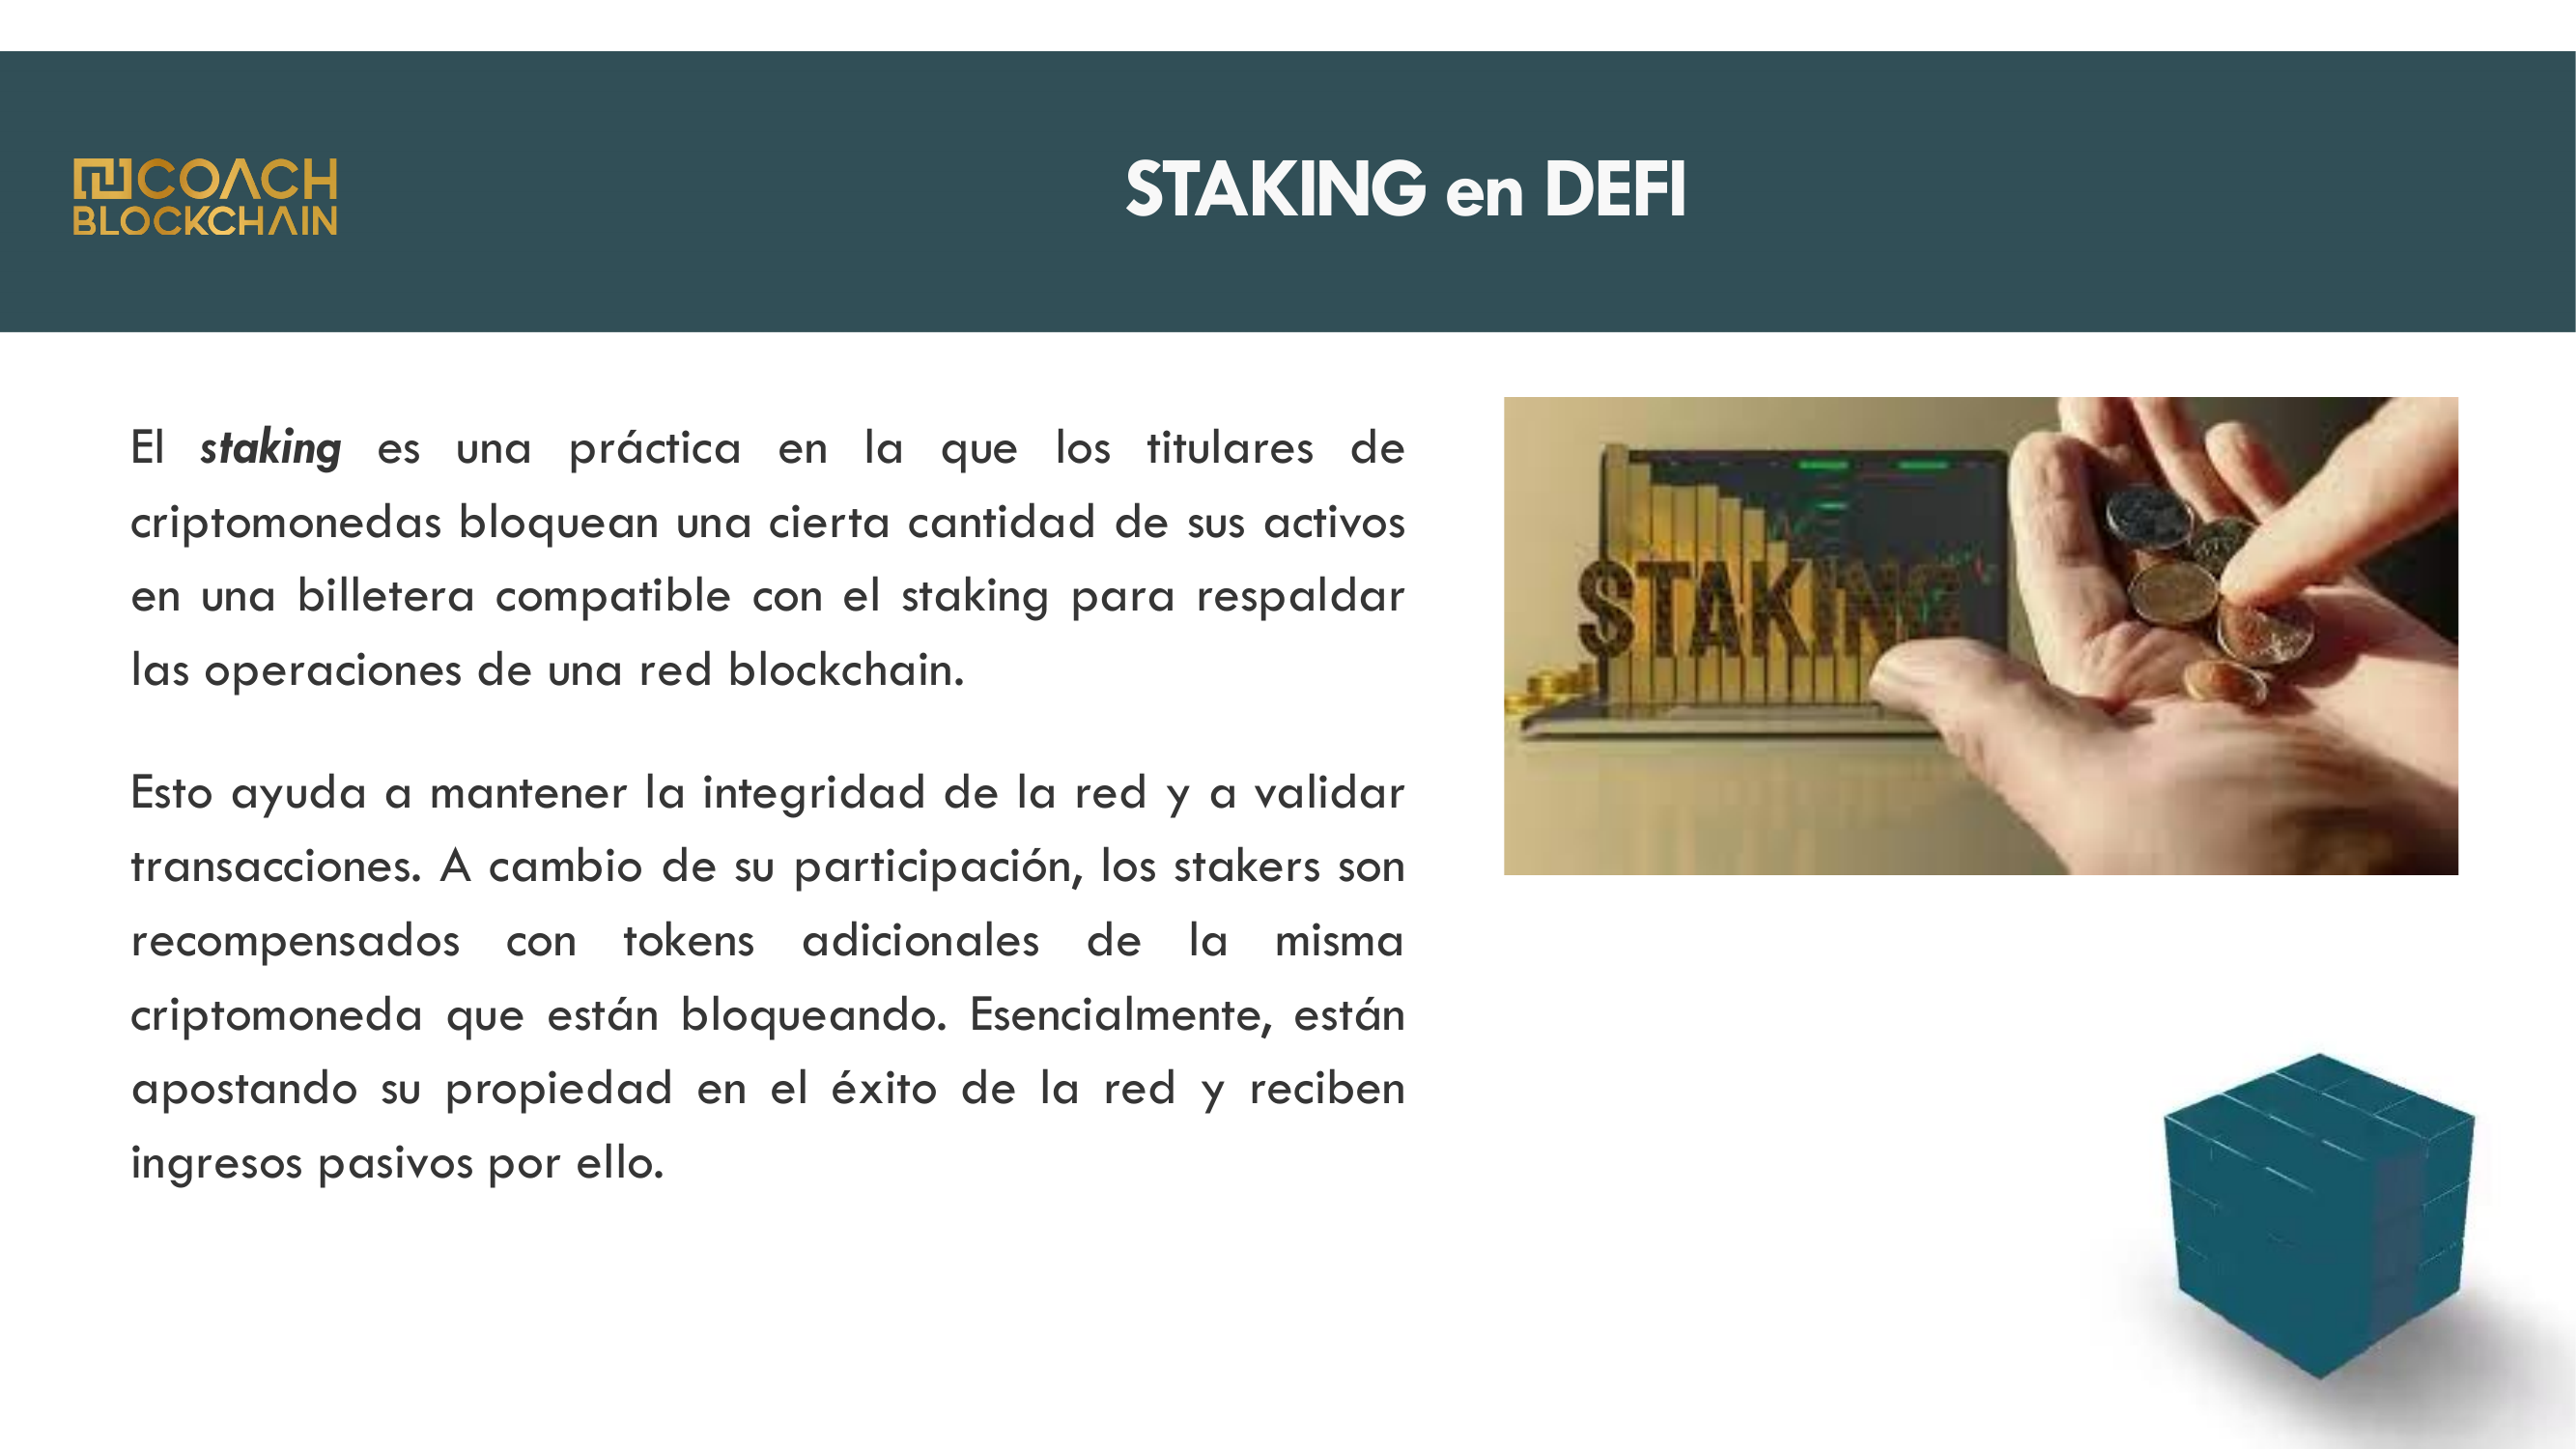 COACH
BLOCKCHAIN
STAKING en DEFI
El staking es una práctica en la que los titulares de
criptomonedas bloquean una cierta cantidad de sus activos
en una billetera compatible con el staking para respaldar
las operaciones de una red blockchain.
STAKING
Esto ayuda a mantener la integridad de la red y a validar
transacciones. A cambio de su participación, los stakers son
recompensados con tokens adicionales de la misma
criptomoneda que están bloqueando. Esencialmente, están
apostando su propiedad en el éxito de la red y reciben
ingresos pasivos por ello.